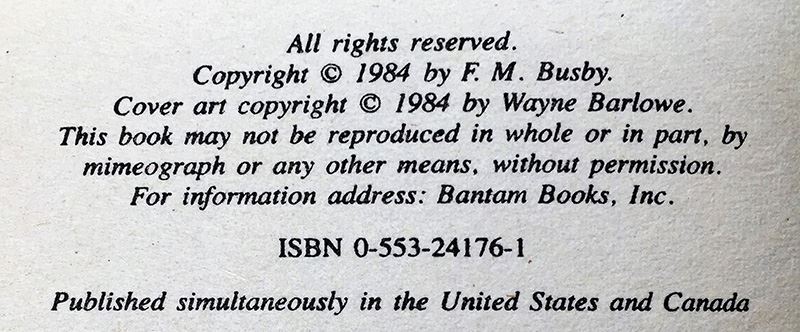 All rights reserved.
Copyright © 1984 by F. M. Busby.
Cover art copyright © 1984 by Wayne Barlowe.
This book may not be reproduced in whole or in part, by
mimeograph or any other means, without permission.
For information address: Bantam Books, Inc.
ISBN 0-553-24176-1
Published simultaneously in the United States and Canada